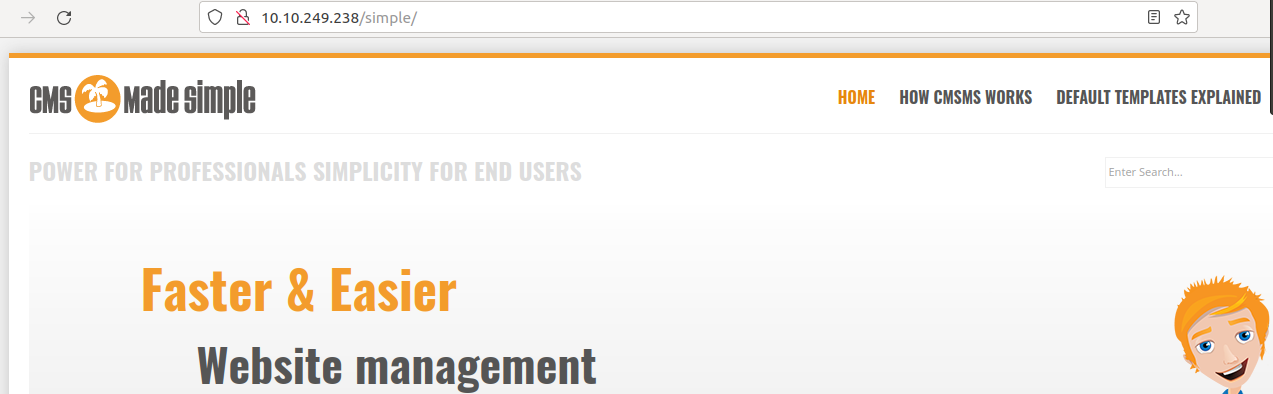 10.10.249.238/simple/
CMS made simple
HOME HOW CMSMS WORKS DEFAULT TEMPLATES EXPLAINED
POWER FOR PROFESSIONALS SIMPLICITY FOR END USERS
Enter Search...
Faster & Easier
Website management